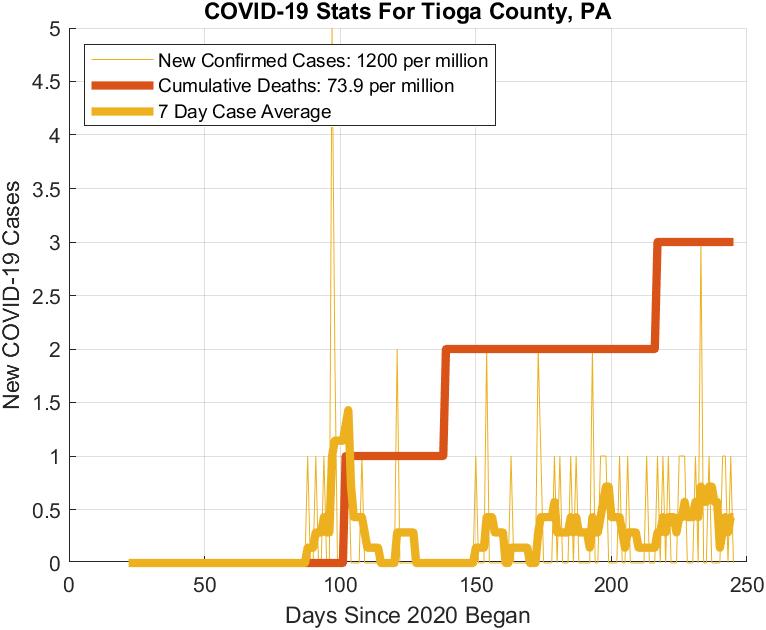 COVID-19 Stats For Tioga County, PA
New Confirmed Cases: 1200 per million
Cumulative Deaths: 73.9 per million
7 Day Case Average
New COVID-19 Cases
5
4.5
4
3.5
3
2.5
2
1.5
1
0.5
0
0 50 100 150 200 250
Days Since 2020 Began